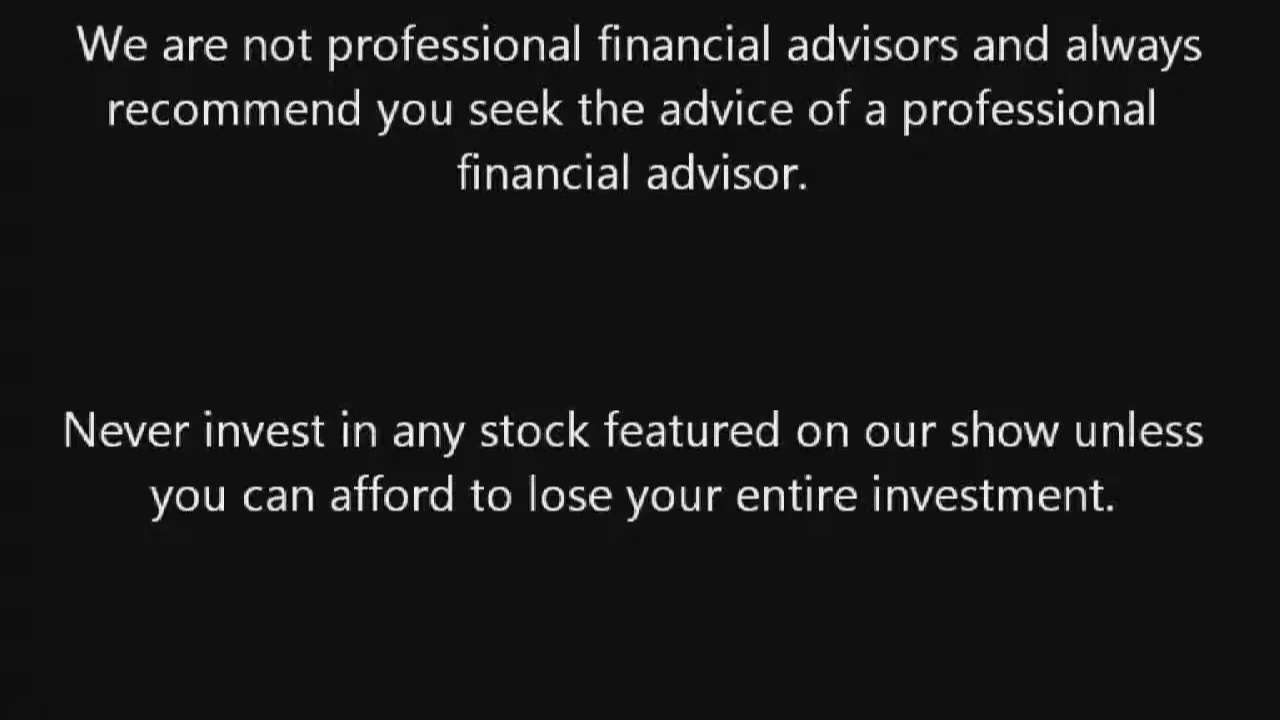 We are not professional financial advisors and always
recommend you seek the advice of a professional
financial advisor.
Never invest in any stock featured on our show unless
you can afford to lose your entire investment.